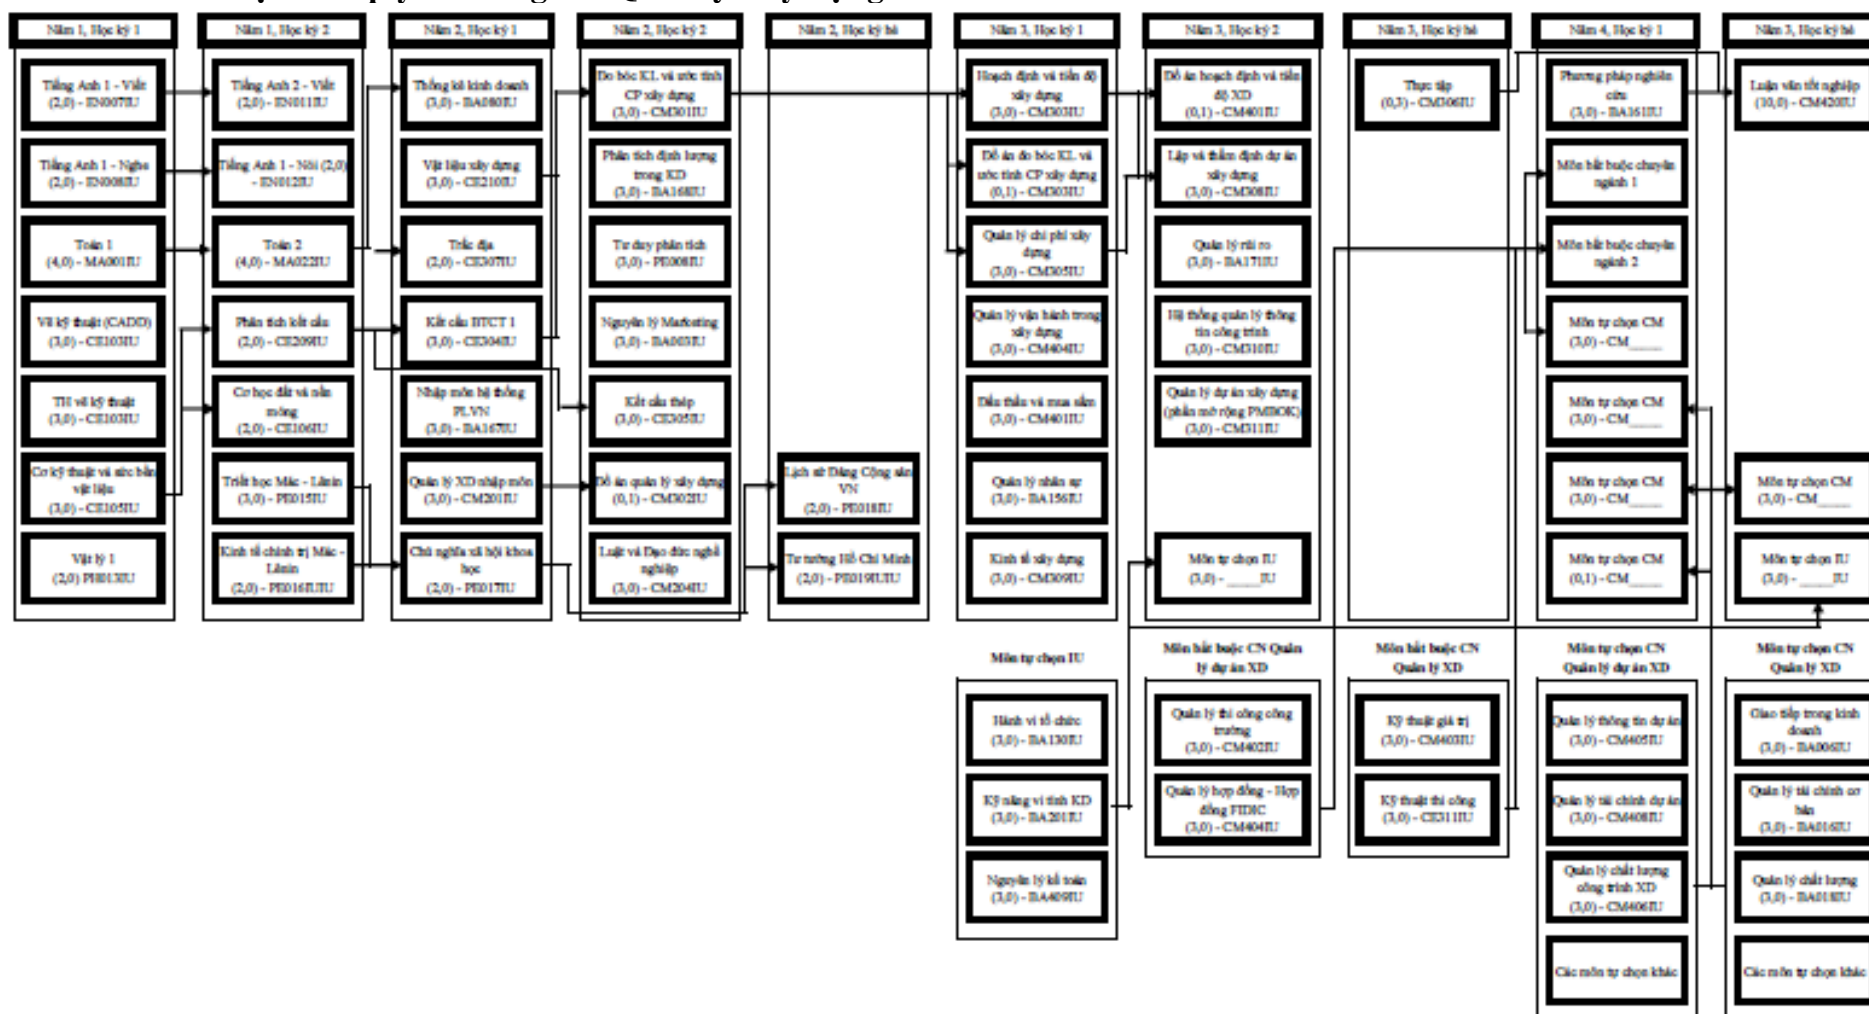 Năm 1, Học kỳ 1
Tiếng Anh 1 - Viết
(2,0) - EN007IU
Tiếng Anh 1 - Nghe
(2,0) - EN008IU
Toán 1
(4,0) - MA001IU
Vẽ kỹ thuật (CADD)
(3,0) - CE103IU
TH vẽ kỹ thuật
(3,0) - CE103IU
Cơ kỹ thuật và sức bền
vật liệu
(3,0) - CE105IU
Vật lý 1
(2,0) PH013IU
Năm 1, Học kỳ 2
Tiếng Anh 2 - Viết
(2,0) - EN011IU
Tiếng Anh 1 - Nói (2,0)
- EN012IU
Toán 2
(4,0) - MA022IU
Phân tích kết cấu
(2,0) - CE209IU
Cơ học đất và nền
móng
(2,0) - CE106IU
Triết học Mác - Lênin
(3,0) - PE015IU
Kinh tế chính trị Mác -
Lênin
(2,0) - PE016IUIU
Năm 2, Học kỳ 1
Thống kê kinh doanh
(3,0) - BA080IU
Vật liệu xây dựng
(3,0) - CE210IU
Trắc địa
(2,0) - CE307IU
Kết cấu BTCT 1
(3,0) - CE304IU
Nhập môn hệ thống
PLVN
(3,0) - BA167IU
Quản lý XD nhập môn
(3,0) - CM201IU
Chủ nghĩa xã hội khoa
học
(2,0) - PE017IU
Năm 2, Học kỳ 2
Đo bóc KL và ước tính
CP xây dựng
(3,0) - CM301IU
Phân tích định lượng
trong KD
(3,0) - BA168IU
Tư duy phân tích
(3,0) - PE008IU
Nguyên lý Marketing
(3,0) - BA003IU
Kết cấu thép
(3,0) - CE305IU
Đồ án quản lý xây dựng
(0,1) - CM302IU
Luật và Đạo đức nghề
nghiệp
(3,0) - CM204IU
Năm 2, Học kỳ hè
Lịch sử Đảng Cộng sản
VN
(2,0) - PE018IU
Tư tưởng Hồ Chí Minh
(2,0) - PE019IUIU
Năm 3, Học kỳ 1
Hoạch định và tiến độ
xây dựng
(3,0) - CM303IU
Đồ án đo bóc KL và
ước tính CP xây dựng
(0,1) - CM303IU
Quản lý chi phí xây
dựng
(3,0) - CM305IU
Quản lý vận hành trong
xây dựng
(3,0) - CM404IU
Đấu thầu và mua sắm
(3,0) - CM401IU
Quản lý nhân sự
(3,0) - BA156IU
Kinh tế xây dựng
(3,0) - CM309IU
Năm 3, Học kỳ 2
Đồ án hoạch định và tiến
độ XD
(0,1) - CM401IU
Lập và thẩm định dự án
xây dựng
(3,0) - CM308IU
Quản lý rủi ro
(3,0) - BA171IU
Hệ thống quản lý thông
tin công trình
(3,0) - CM310IU
Quản lý dự án xây dựng
(phần mở rộng PMBOK)
(3,0) - CM311IU
Môn tự chọn IU
(3,0) - _____IU
Năm 3, Học kỳ hè
Thực tập
(0,3) - CM306IU
Năm 4, Học kỳ 1
Phương pháp nghiên
cứu
(3,0) - BA161IU
Môn bắt buộc chuyên
ngành 1
Môn bắt buộc chuyên
ngành 2
Môn tự chọn CM
(3,0) - CM_____
Môn tự chọn CM
(3,0) - CM_____
Môn tự chọn CM
(3,0) - CM_____
Môn tự chọn CM
(0,1) - CM_____
Năm 3, Học kỳ hè
Luận văn tốt nghiệp
(10,0) - CM420IU
Môn tự chọn CM
(3,0) - CM_____
Môn tự chọn IU
(3,0) - _____IU
Môn tự chọn IU
Hành vi tổ chức
(3,0) - BA130IU
Kỹ năng vi tính KD
(3,0) - BA201IU
Nguyên lý kế toán
(3,0) - BA409IU
Môn bắt buộc CN Quản
lý dự án XD
Quản lý thi công công
trường
(3,0) - CM402IU
Quản lý hợp đồng - Hợp
đồng FIDIC
(3,0) - CM404IU
Môn bắt buộc CN
Quản lý XD
Kỹ thuật giá trị
(3,0) - CM403IU
Kỹ thuật thi công
(3,0) - CE311IU
Môn tự chọn CN
Quản lý dự án XD
Quản lý thông tin dự án
(3,0) - CM405IU
Quản lý tài chính dự án
(3,0) - CM408IU
Quản lý chất lượng
công trình XD
(3,0) - CM406IU
Các môn tự chọn khác
Môn tự chọn CN
Quản lý XD
Giao tiếp trong kinh
doanh
(3,0) - BA006IU
Quản lý tài chính cơ
bản
(3,0) - BA016IU
Quản lý chất lượng
(3,0) - BA018IU
Các môn tự chọn khác